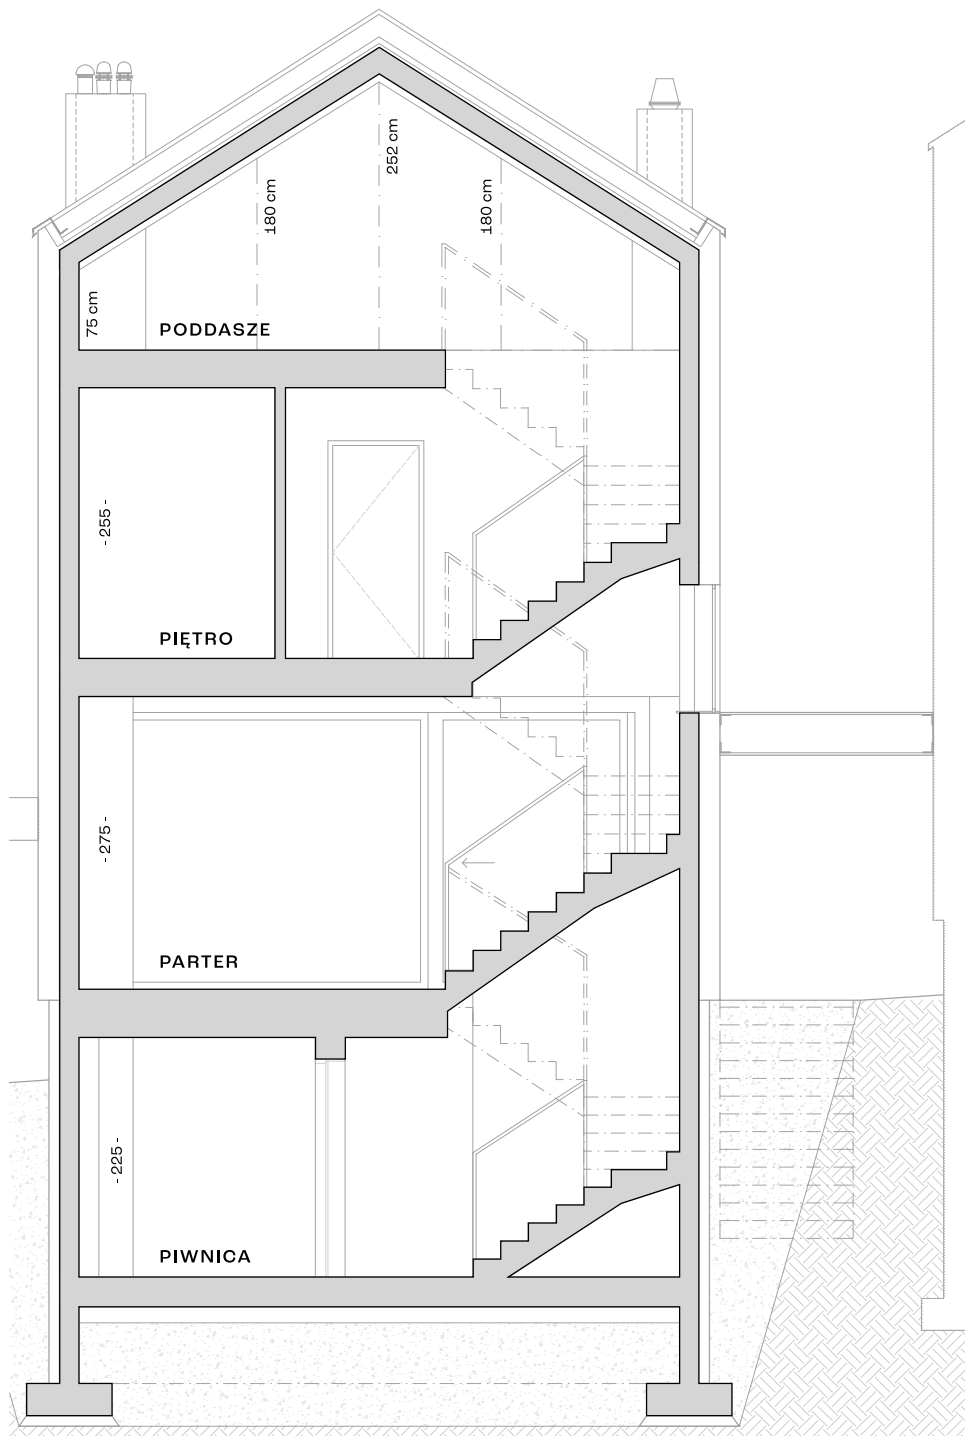 252 cm
180 cm
180 cm
75 cm
PODDASZE
- 255 -
PIĘTRO
- 275 -
PARTER
- 225 -
PIWNICA